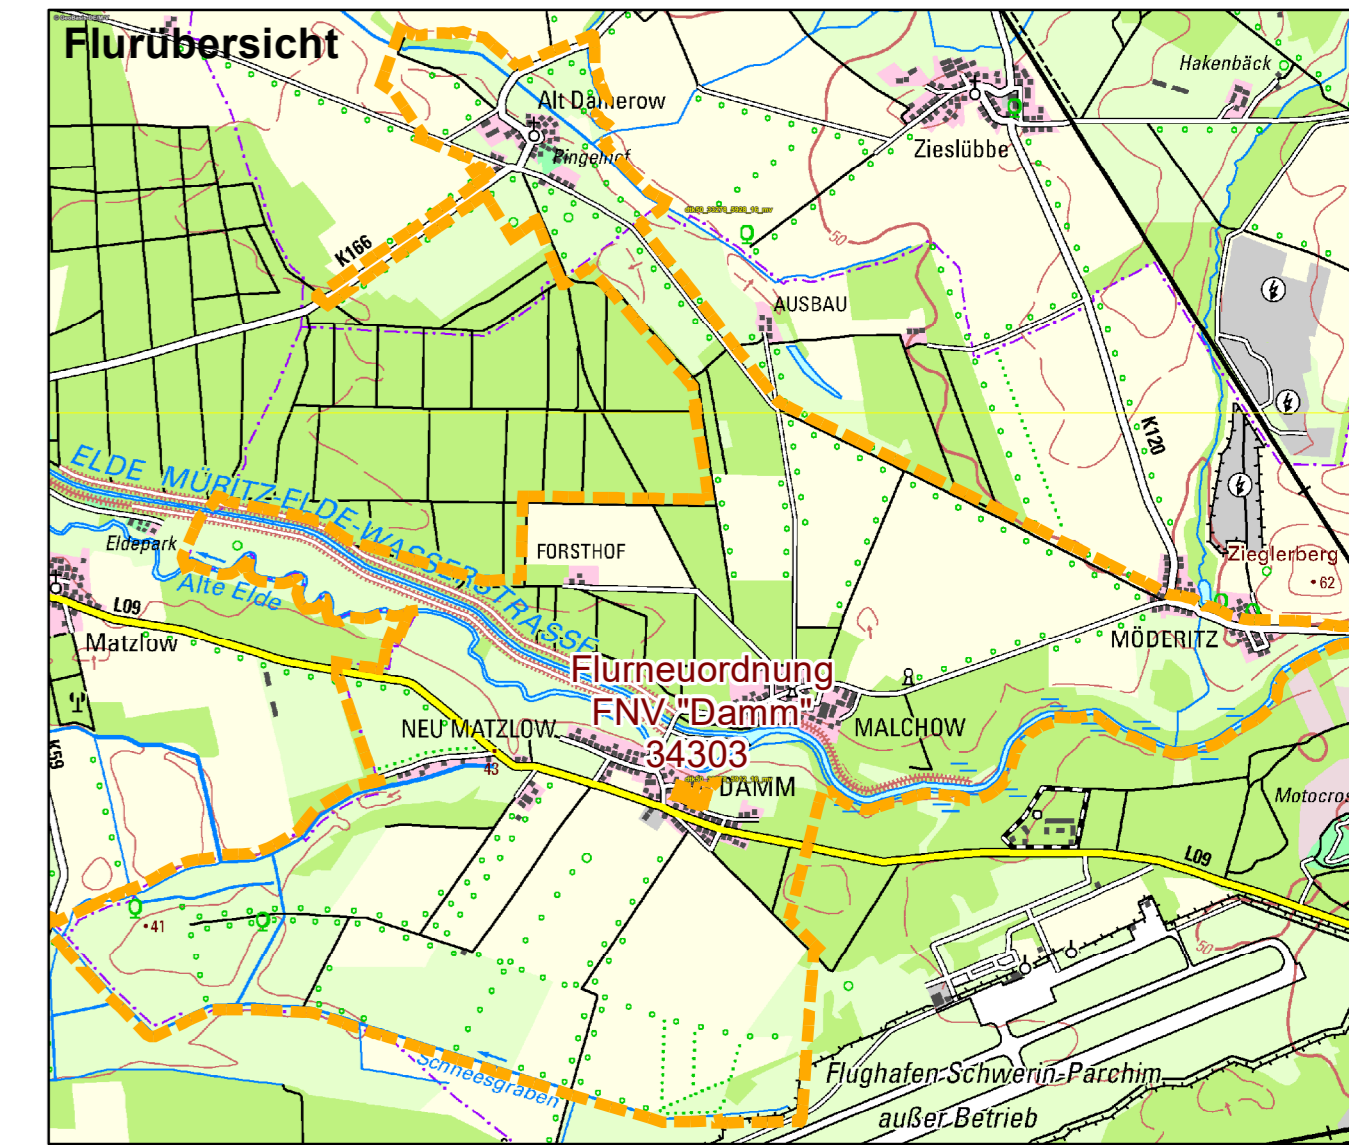 Flurübersicht
Hakenbäck
Alt Damerow
Zieslübbe
Ringelhof
dtk50_33270_5920_10_mv
50
K166
AUSBAU
K120
ELDE MÜRITZ-ELDE-WASSERSTRASSE
Eldepark
FORSTHOF
Zieglerberg
62
Alte Elde
L09
Matzlow
MÖDERITZ
Flurneuordnung
FNV "Damm"
34303
NEU MATZLOW
MALCHOW
K59
43
DAMM
Motocros
L09
41
50
Schneesgraben
Flughafen Schwerin-Parchim
außer Betrieb